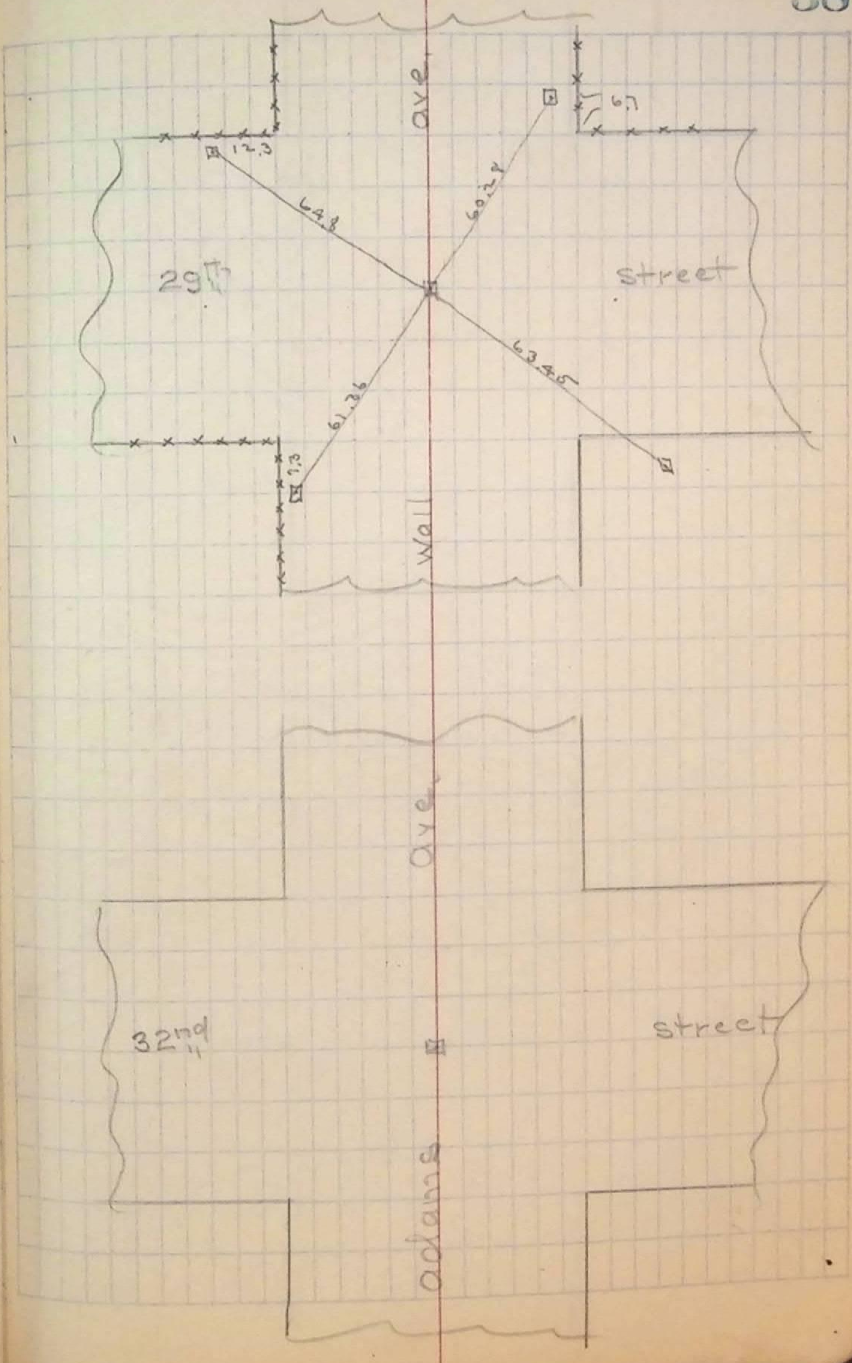 ave.
6.7
12.3
64.8
60.28
29th
street
63.45
61.36
7.3
Wall
ave.
32nd
street
adams